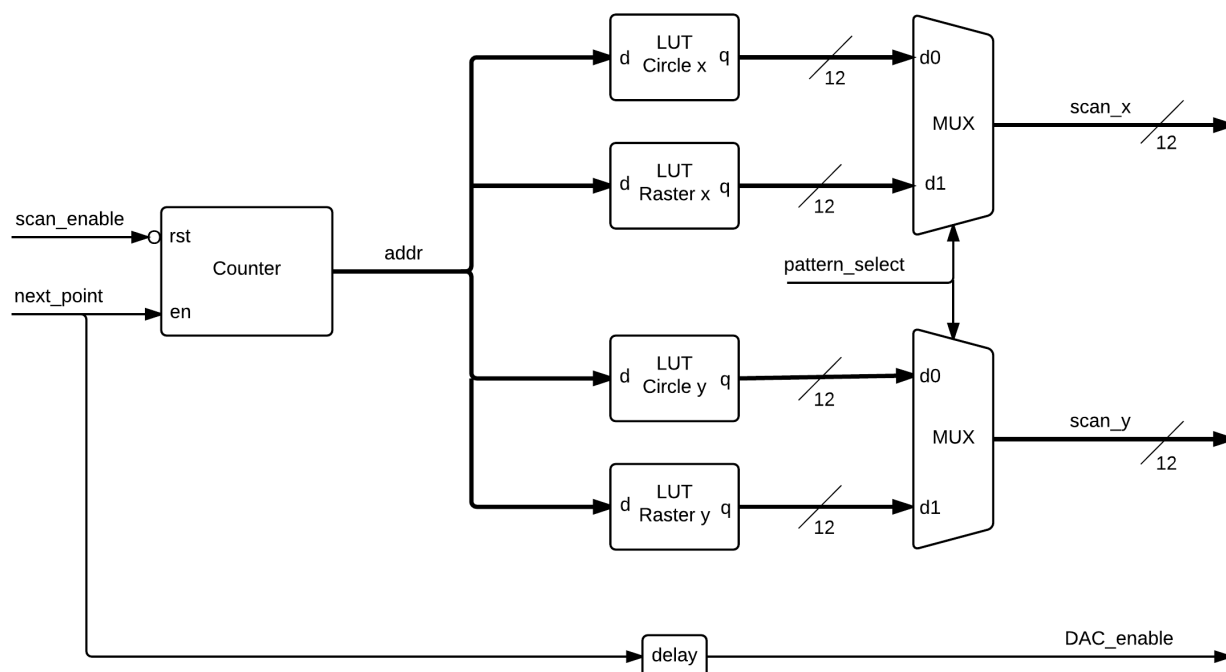 LUT
Circle x
d
q
12
d0
MUX
d1
scan_x
12
LUT
Raster x
d
q
12
scan_enable
rst
Counter
next_point
en
addr
pattern_select
LUT
Circle y
d
q
12
d0
MUX
d1
scan_y
12
LUT
Raster y
d
q
12
delay
DAC_enable